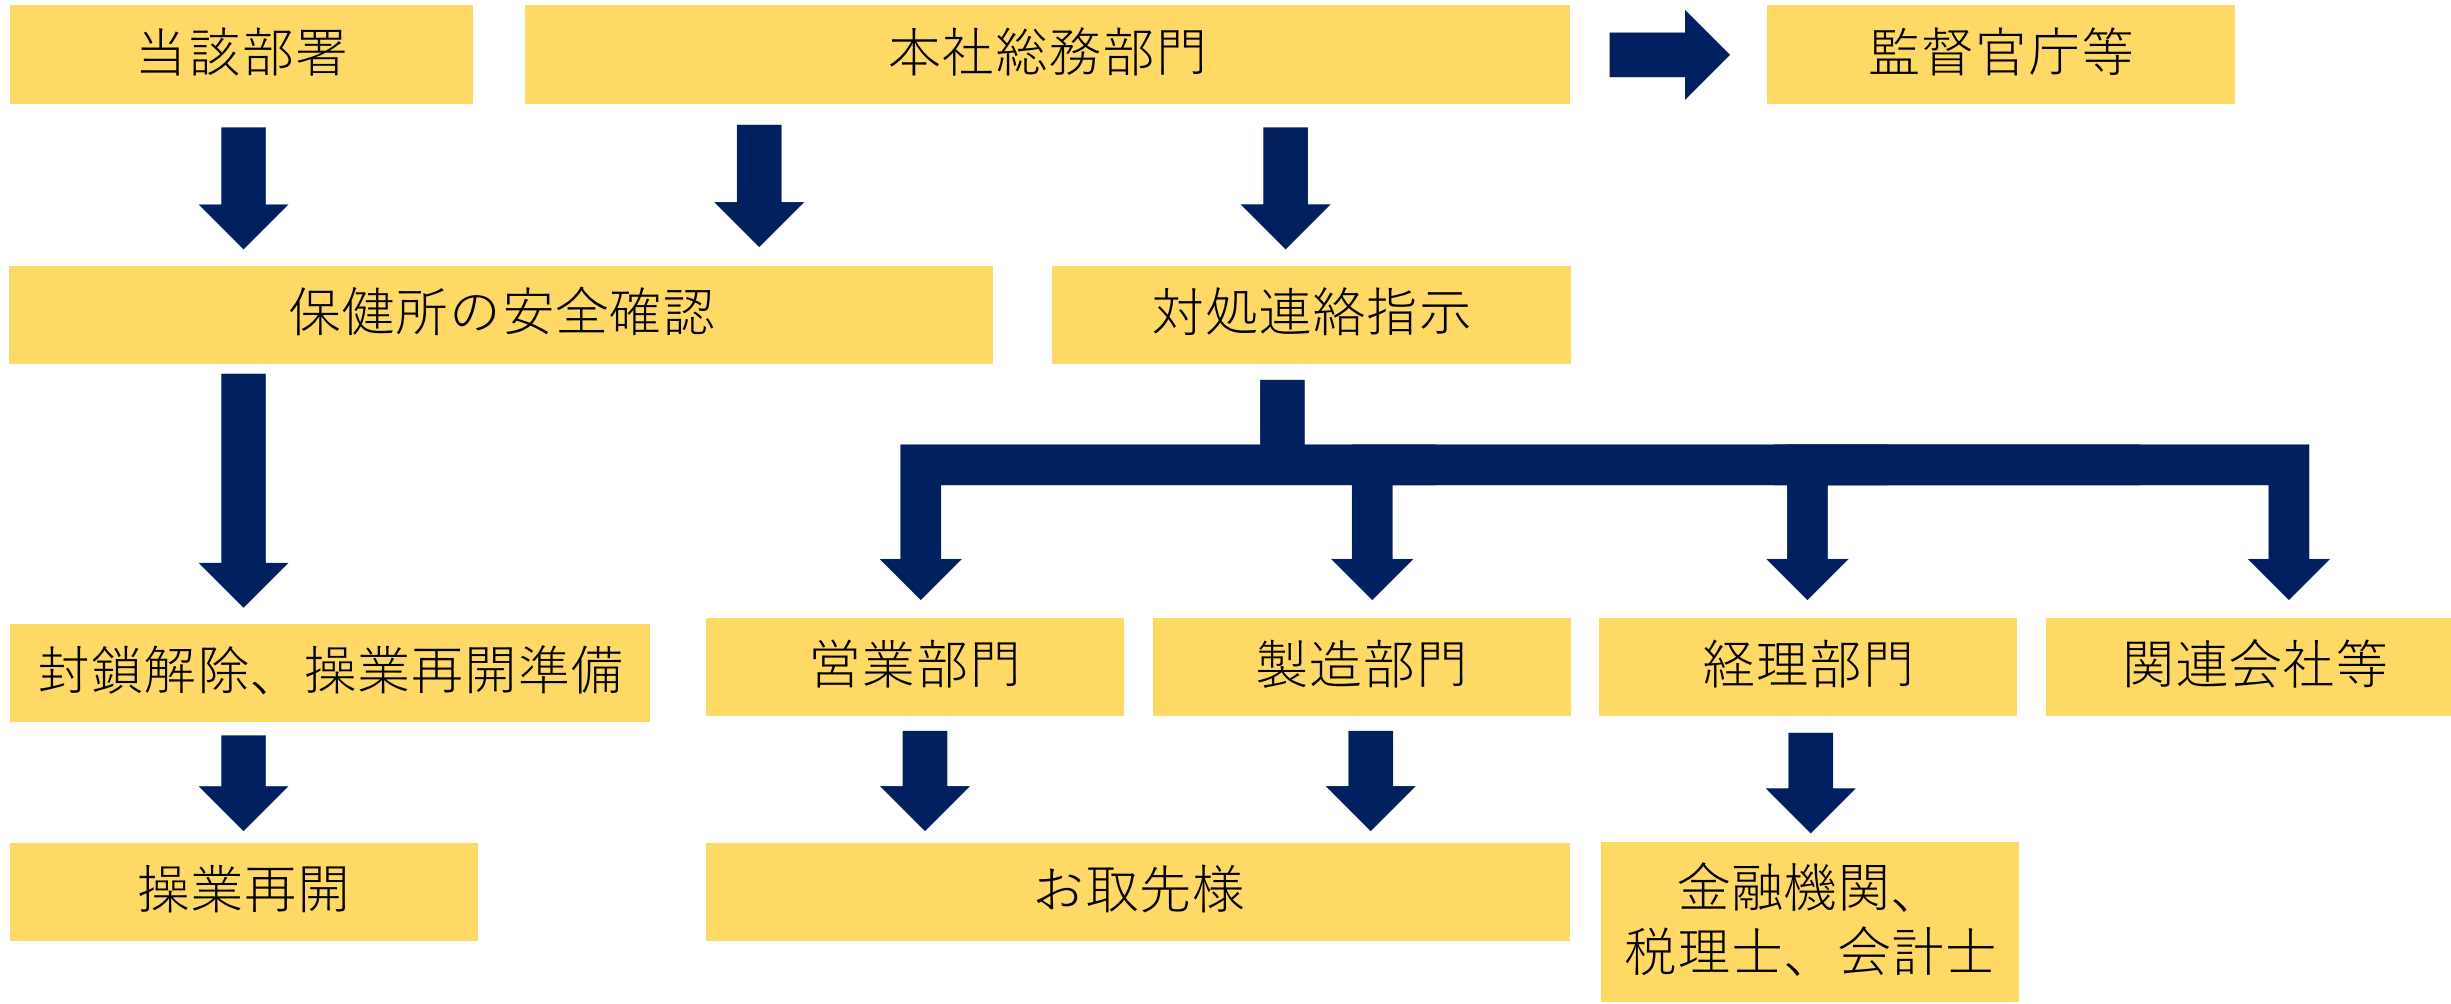 当該部署
本社総務部門
監督官庁等
保健所の安全確認
対処連絡指示
封鎖解除、操業再開準備
営業部門
製造部門
経理部門
関連会社等
操業再開
お取先様
金融機関、
税理士、会計士